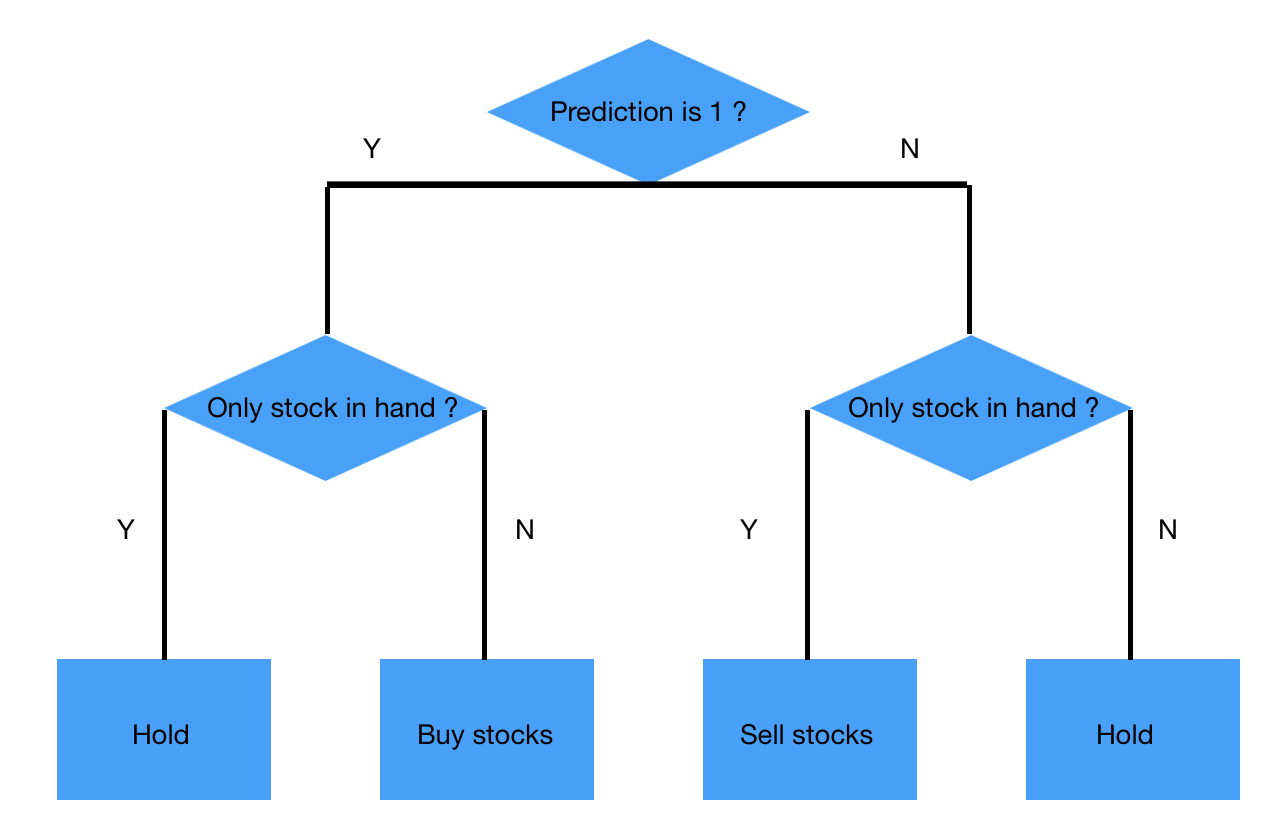 Prediction is 1 ?
Y
N
Only stock in hand ?
Only stock in hand ?
Y
N
Y
N
Hold
Buy stocks
Sell stocks
Hold